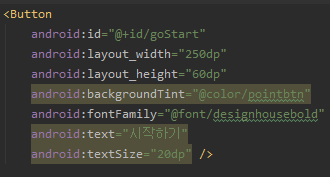 <Button
android:id="@+id/goStart"
android:layout_width="250dp"
android:layout_height="60dp"
android:backgroundTint="@color/pointbtn"
android:fontFamily="@font/designhousebold"
android:text="시작하기"
android:textSize="20dp" />